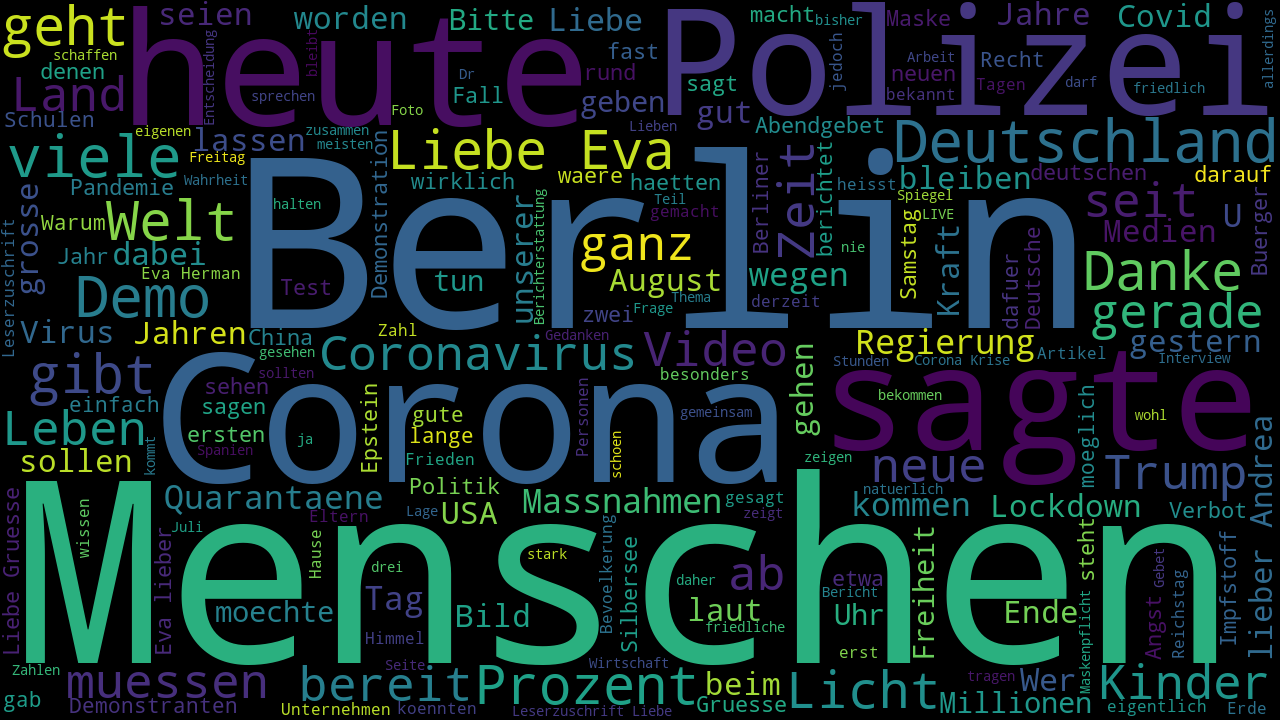 geht
heute
Polizei
seien
worden
Bitte
Liebe
macht
bisher
Maske
Jahre
Covid
schaffen
denen
Land
Schulen
Entscheidung
bleibt
sprechen
Dr
Fall
Foto
fast
rund
geben
sagt
gut
jedoch
Arbeit
neuen
bekannt
Recht
Tagen
darf
friedlich
allerdings
eigenen
lassen
zusammen
meisten
Lieben
Abendgebet
Deutschland
viele
Freitag
Wahrheit
Demonstration
Liebe Eva
wirklich
waere
haetten
Teil
gemacht
Berliner
Zeit
berichtet
heisst
bleiben
deutschen
darauf
Pandemie
Warum
Welt
halten
Berlin
Berichterstattung
unserer
ganz
nie
Spiegel
LIVE
Samstag
Kraft
seit
Medien
U
Buerger
Leserzuschrift
grosse
Jahr
dabei
Eva Herman
Test
tun
August
Thema
wegen
derzeit
dafuer
Deutsche
Danke
Demo
zwei
Frage
gerade
Virus
Jahren
China
Zahl
Gedanken
Regierung
Artikel
gestern
gibt
gesehen
sollten
Coronavirus
Video
besonders
gehen
Stunden
Corona Krise
Interview
sehen
einfach
sagen
Corona
Epstein
gute
lange
Personen
gemeinsam
sagte
bekommen
wohl
moeglich
Leben
ersten
ja
Spanien
sollen
kommt
Frieden
schoen
zeigen
neue
Trump
Andrea
Politik
Quarantaene
Lage
USA
Massnahmen
gesagt
zeigt
natuerlich
kommen
Lockdown
Verbot
Liebe Gruesse
wissen
Menschen
Juli
Eltern
Hause
Eva lieber
stark
drei
Bevoelkerung
Silbersee
daher
ab
etwa
Bericht
Freiheit
steht
Maskenpflicht
Gebet
Angst
Reichstag
Impfstoff
lieber
moechte
Tag
Bild
laut
friedliche
Uhr
Ende
Himmel
erst
Zahlen
Seite
Wirtschaft
muessen
bereit
Prozent
beim
Licht
tragen
Wer
Kinder
gab
Demonstranten
Unternehmen
koennten
Leserzuschrift Liebe
Gruesse
Millionen
eigentlich
Erde